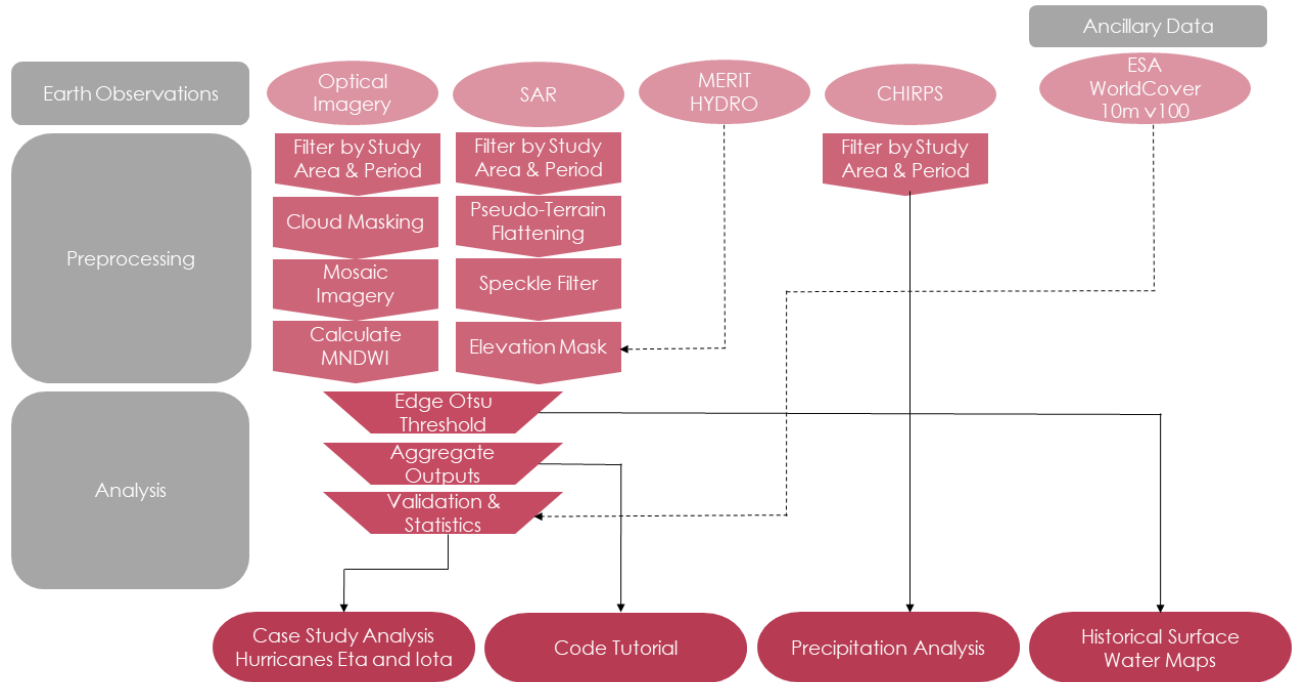 Ancillary Data
Earth Observations
Optical
Imagery
SAR
MERIT
HYDRO
CHIRPS
ESA
WorldCover
10m v100
Preprocessing
Filter by Study
Area & Period
Filter by Study
Area & Period
Filter by Study
Area & Period
Cloud Masking
Pseudo-Terrain
Flattening
Mosaic
Imagery
Speckle Filter
Calculate
MNDWI
Elevation Mask
Analysis
Edge Otsu
Threshold
Aggregate
Outputs
Validation &
Statistics
Case Study Analysis
Hurricanes Eta and Iota
Code Tutorial
Precipitation Analysis
Historical Surface
Water Maps